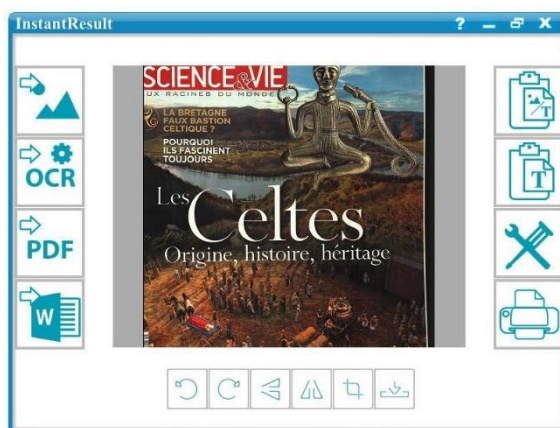 InstantResult
?
OCR
PDF
W
T
T
SCIENCE & VIE
UX RACINES DU MONDE
LA BRETAGNE
FAUX BASTION
CELTIQUE ?
POURQUOI
ILS FASCINENT
TOUJOURS
Les
Celtes
Origine, histoire, héritage